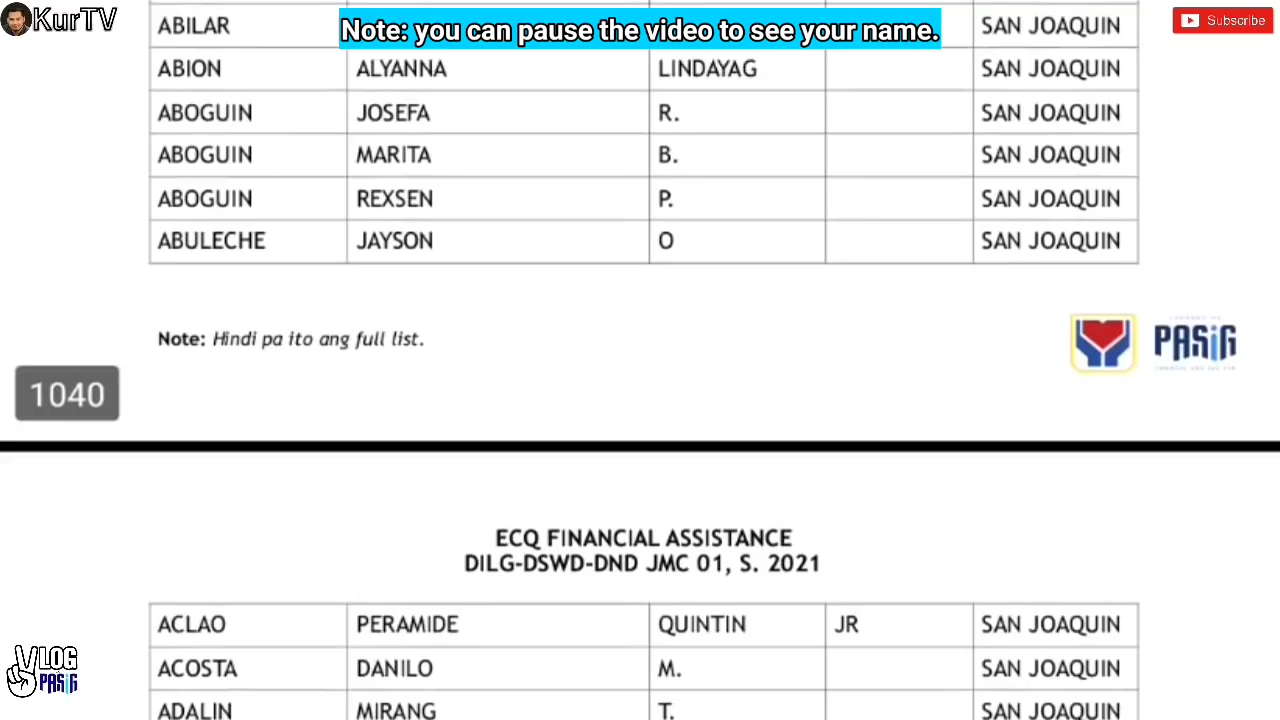 KurTV
Note: you can pause the video to see your name.
Subscribe
ABILAR SAN JOAQUIN
ABION ALYANNA LINDAYAG SAN JOAQUIN
ABOGUIN JOSEFA R. SAN JOAQUIN
ABOGUIN MARITA B. SAN JOAQUIN
ABOGUIN REXSEN P. SAN JOAQUIN
ABULECHE JAYSON O SAN JOAQUIN
Note: Hindi pa ito ang full list.
PASIG
1040
ECQ FINANCIAL ASSISTANCE
DILG-DSWD-DND JMC 01, S. 2021
ACLAO PERAMIDE QUINTIN JR SAN JOAQUIN
ACOSTA DANILO M. SAN JOAQUIN
ADALIN MIRANG T. SAN JOAQUIN
VLOG
PASIG